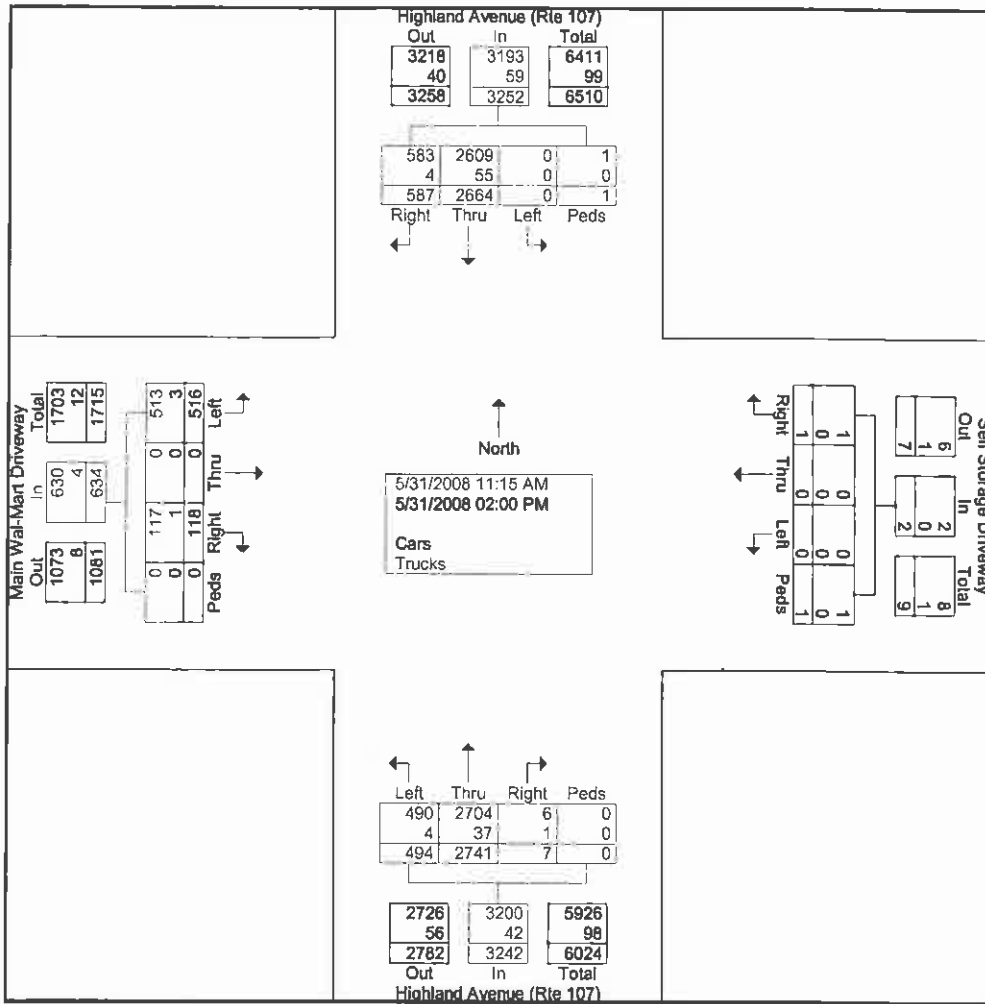 Highland Avenue (Rte 107)
Out In Total
3218 3193 6411
40 59 99
3258 3252 6510
583 2609 0 1
4 55 0 0
587 2664 0 1
Right Thru Left Peds
Main Wal-Mart Driveway
Out In Total
1073 630 1703
8 4 12
1081 634 1715
513 0 117 0
3 0 1 0
516 0 118 0
Left Thru Right Peds
North
5/31/2008 11:15 AM
5/31/2008 02:00 PM
Cars
Trucks
Right Thru Left Peds
1 0 0 1
0 0 0 0
1 0 0 1
Storage Driveway
Out In Total
6 2 8
1 0 1
7 2 9
Left Thru Right Peds
490 2704 6 0
4 37 1 0
494 2741 7 0
2726 3200 5926
56 42 98
2782 3242 6024
Out In Total
Highland Avenue (Rte 107)